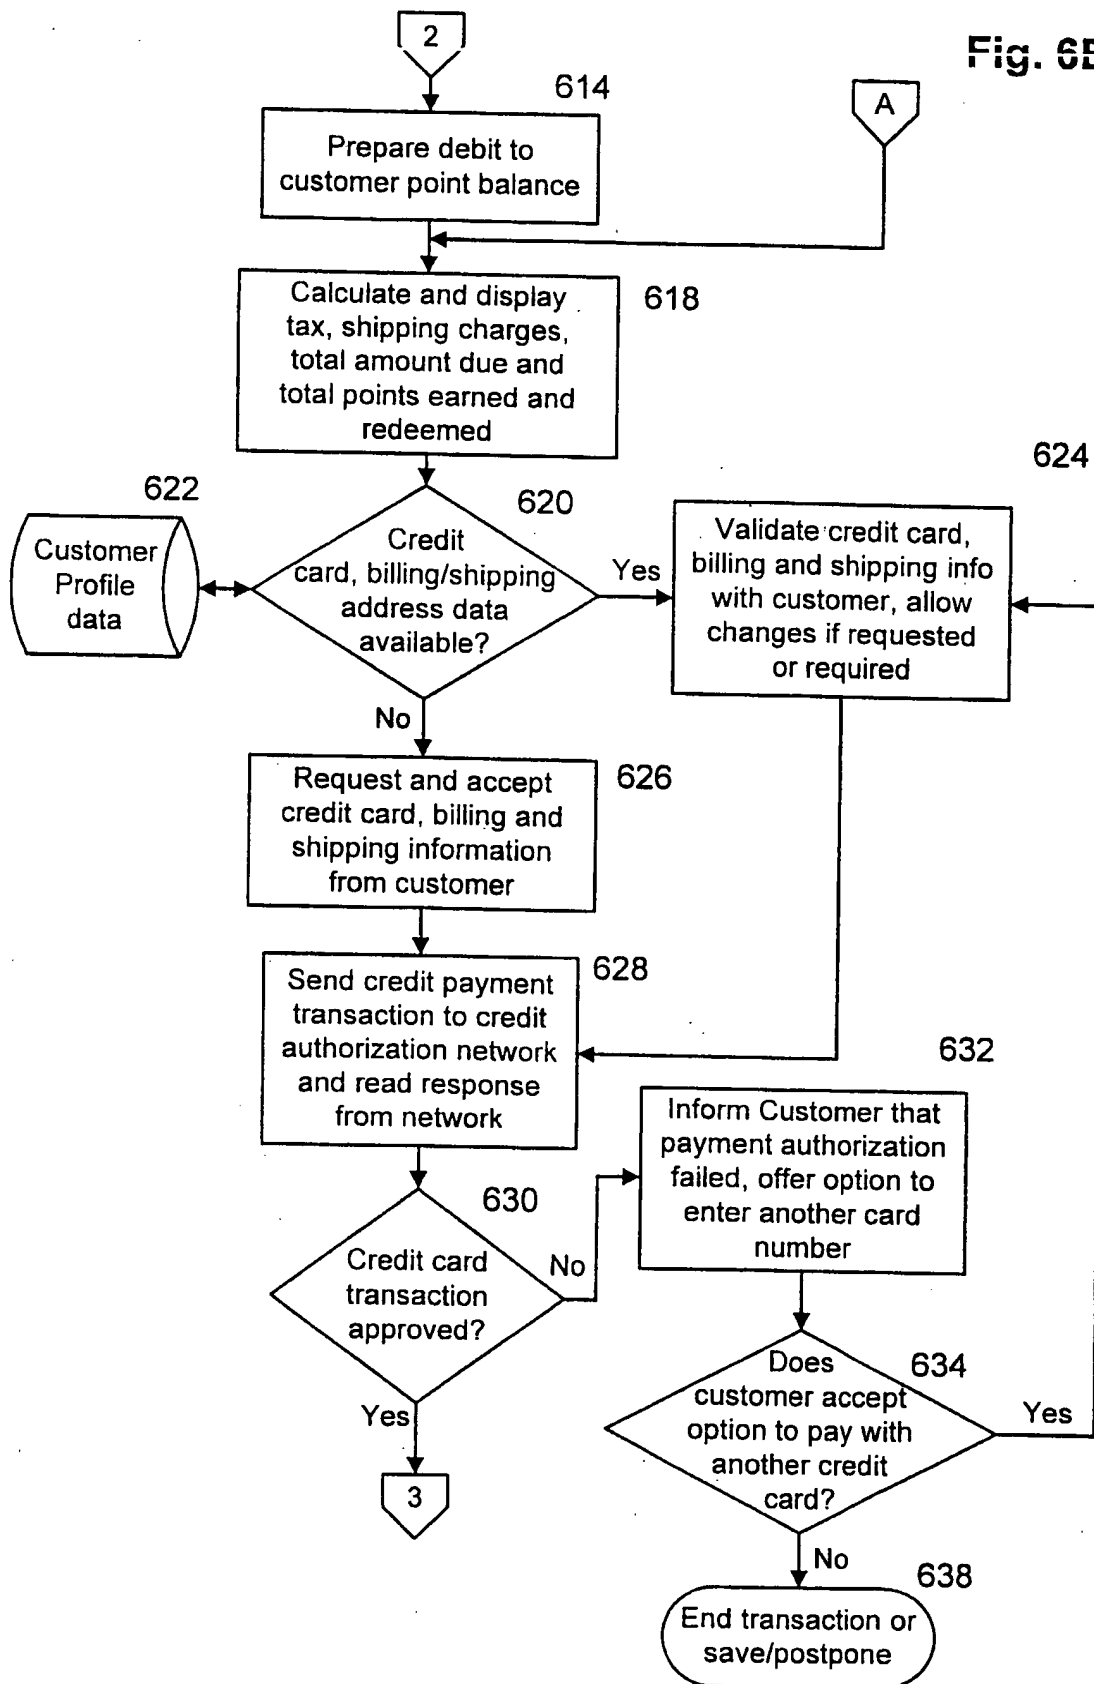 2
Fig. 6B
614
A
Prepare debit to
customer point balance
618
Calculate and display
tax, shipping charges,
total amount due and
total points earned and
redeemed
622
620
624
Customer
Profile
data
Credit
card, billing/shipping
address data
available?
Yes
Validate credit card,
billing and shipping info
with customer, allow
changes if requested
or required
No
626
Request and accept
credit card, billing and
shipping information
from customer
628
Send credit payment
transaction to credit
authorization network
and read response
from network
632
Inform Customer that
payment authorization
failed, offer option to
enter another card
number
630
Credit card
transaction
approved?
No
Yes
3
634
Does
customer accept
option to pay with
another credit
card?
Yes
No
638
End transaction or
save/postpone